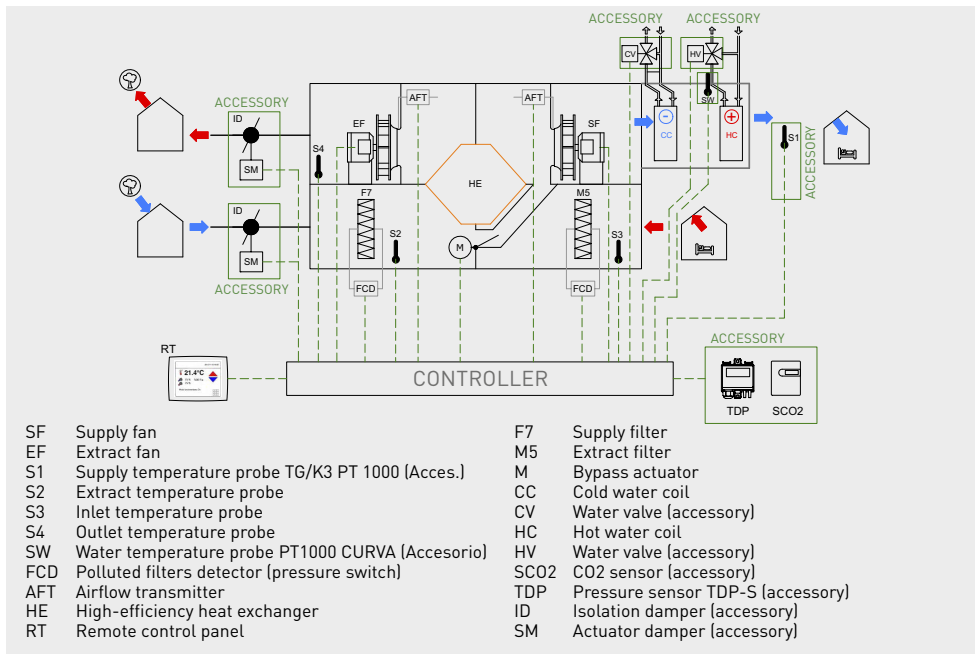 ACCESSORY ACCESSORY
CV HV
SW
CC HC
S1
ACCESSORY
ACCESSORY
ID
SM
AFT AFT
EF SF
S4
HE
F7 M5
S2 S3
M
ID
SM
ACCESSORY
FCD FCD
RT
21.4°C
CONTROLLER
ACCESSORY
TDP SCO2
SF Supply fan
EF Extract fan
S1 Supply temperature probe TG/K3 PT 1000 (Acces.)
S2 Extract temperature probe
S3 Inlet temperature probe
S4 Outlet temperature probe
SW Water temperature probe PT1000 CURVA (Accesorio)
FCD Polluted filters detector (pressure switch)
AFT Airflow transmitter
HE High-efficiency heat exchanger
RT Remote control panel
F7 Supply filter
M5 Extract filter
M Bypass actuator
CC Cold water coil
CV Water valve (accessory)
HC Hot water coil
HV Water valve (accessory)
SCO2 CO2 sensor (accessory)
TDP Pressure sensor TDP-S (accessory)
ID Isolation damper (accessory)
SM Actuator damper (accessory)